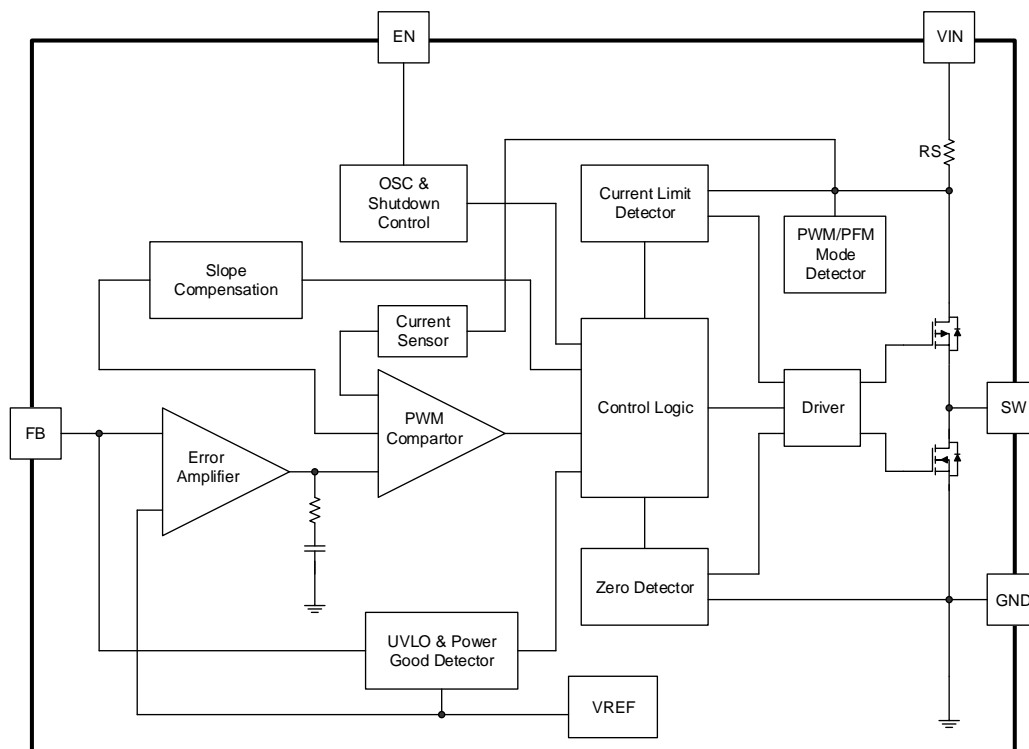 EN
VIN
RS
OSC &
Shutdown
Control
Current Limit
Detector
PWM/PFM
Mode
Detector
Slope
Compensation
Current
Sensor
PWM
Compartor
Control Logic
Driver
SW
FB
Error
Amplifier
Zero Detector
GND
UVLO & Power
Good Detector
VREF